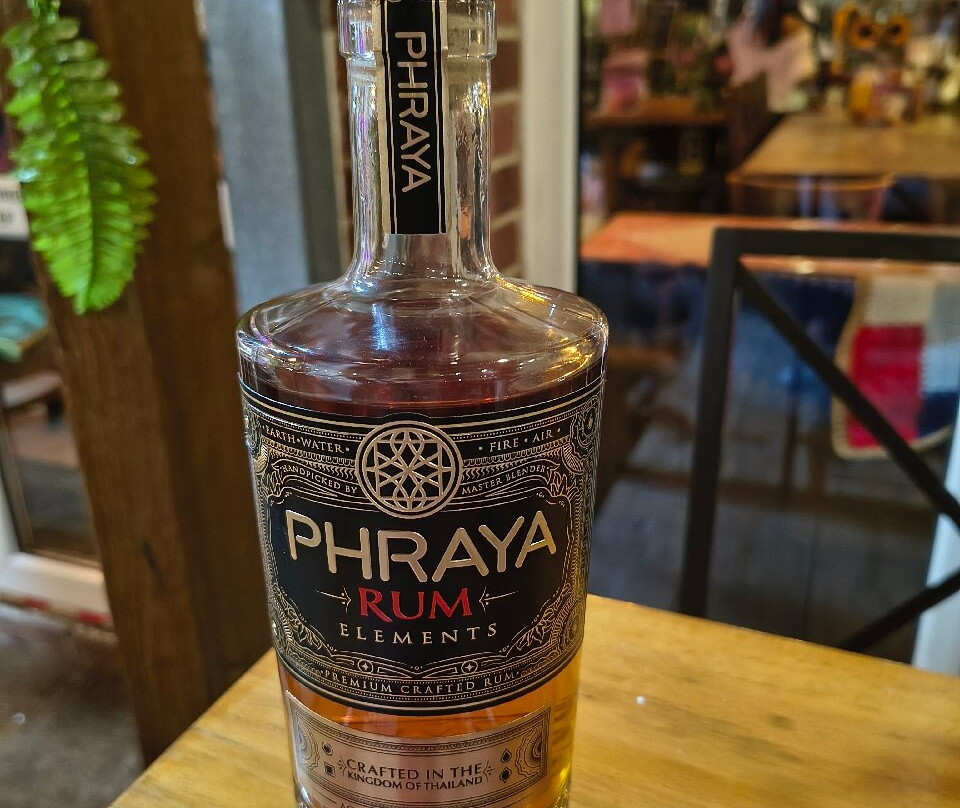 PHRAYA
EARTH • WATER • • FIRE • AIR
HANDPICKED BY MASTER BLENDER
PHRAYA
RUM
ELEMENTS
• PREMIUM CRAFTED RUM •
CRAFTED IN THE
KINGDOM OF THAILAND